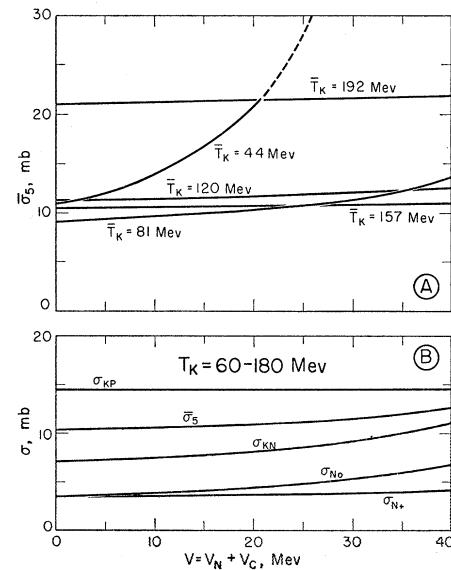 30
20
10
0
σ̄5, mb
T̄K = 192 Mev
T̄K = 44 Mev
T̄K = 120 Mev
T̄K = 81 Mev
T̄K = 157 Mev
A
20
10
0
σ, mb
TK = 60-180 Mev
B
σKP
σ̄5
σKN
σNo
σN+
0
10
20
30
40
V = VN + VC, Mev